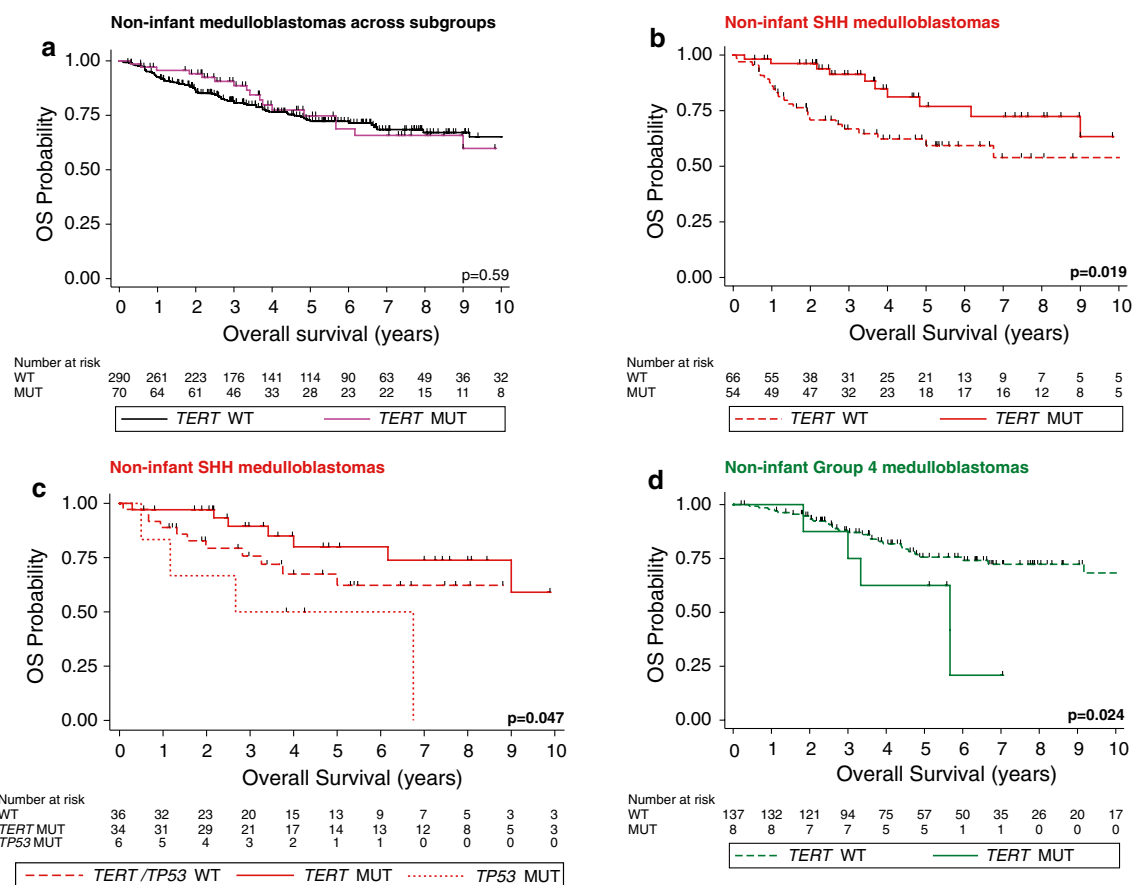 Non-infant medulloblastomas across subgroups
a
OS Probability
1.00
0.75
0.50
0.25
0.00
p=0.59
0 1 2 3 4 5 6 7 8 9 10
Overall survival (years)
Number at risk
WT 290 261 223 176 141 114 90 63 49 36 32
MUT 70 64 61 46 33 28 23 22 15 11 8
TERT WT TERT MUT
Non-infant SHH medulloblastomas
b
OS Probability
1.00
0.75
0.50
0.25
0.00
p=0.019
0 1 2 3 4 5 6 7 8 9 10
Overall Survival (years)
Number at risk
WT 66 55 38 31 25 21 13 9 7 5 5
MUT 54 49 47 32 23 18 17 16 12 8 5
TERT WT TERT MUT
Non-infant SHH medulloblastomas
c
OS Probability
1.00
0.75
0.50
0.25
0.00
p=0.047
0 1 2 3 4 5 6 7 8 9 10
Overall Survival (years)
Number at risk
WT 36 32 23 20 15 13 9 7 5 3 3
TERT MUT 34 31 29 21 17 14 13 12 8 5 3
TP53 MUT 6 5 4 3 2 1 1 0 0 0 0
TERT /TP53 WT TERT MUT TP53 MUT
Non-infant Group 4 medulloblastomas
d
OS Probability
1.00
0.75
0.50
0.25
0.00
p=0.024
0 1 2 3 4 5 6 7 8 9 10
Overall Survival (years)
Number at risk
WT 137 132 121 94 75 57 50 35 26 20 17
MUT 8 8 7 7 5 5 1 1 0 0 0
TERT WT TERT MUT